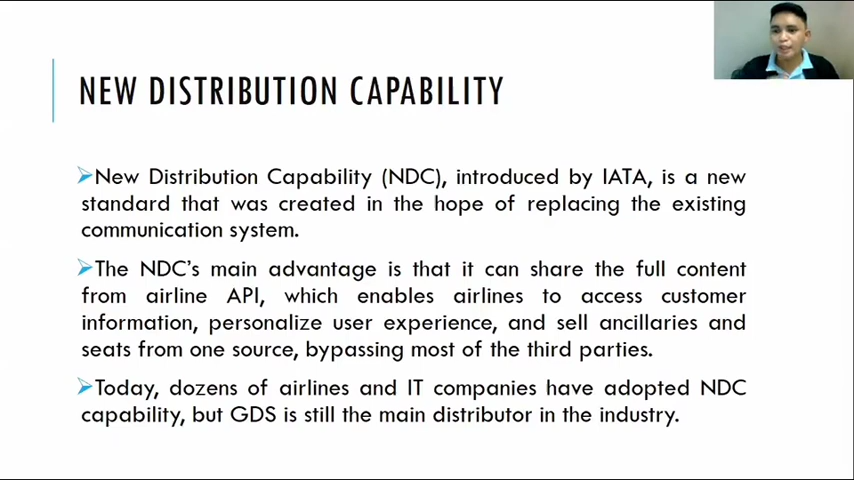 NEW DISTRIBUTION CAPABILITY
➢New Distribution Capability (NDC), introduced by IATA, is a new
standard that was created in the hope of replacing the existing
communication system.
➢The NDC's main advantage is that it can share the full content
from airline API, which enables airlines to access customer
information, personalize user experience, and sell ancillaries and
seats from one source, bypassing most of the third parties.
➢Today, dozens of airlines and IT companies have adopted NDC
capability, but GDS is still the main distributor in the industry.